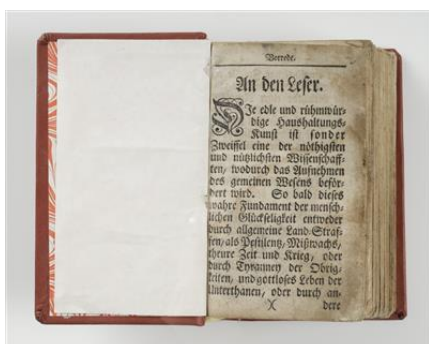 Vorrede.
An den Leser.
DIe edle und rühmwür-
dige Haushaltungs-
Kunst ist sonder
Zweiffel eine der nöthigsten
und nützlichsten Wissenschaff-
ten, wodurch das Aufnehmen
des gemeinen Wesens beför-
dert wird. So bald dieses
wahre Fundament der mensch-
lichen Glückseligkeit entweder
durch allgemeine Land-Straf-
fen, als Pestilentz, Mißwachs,
theure Zeit und Krieg, oder
durch Tyranney der Obrig-
keiten, und gottloses Leben der
Unterthanen, oder durch an-
)( dere